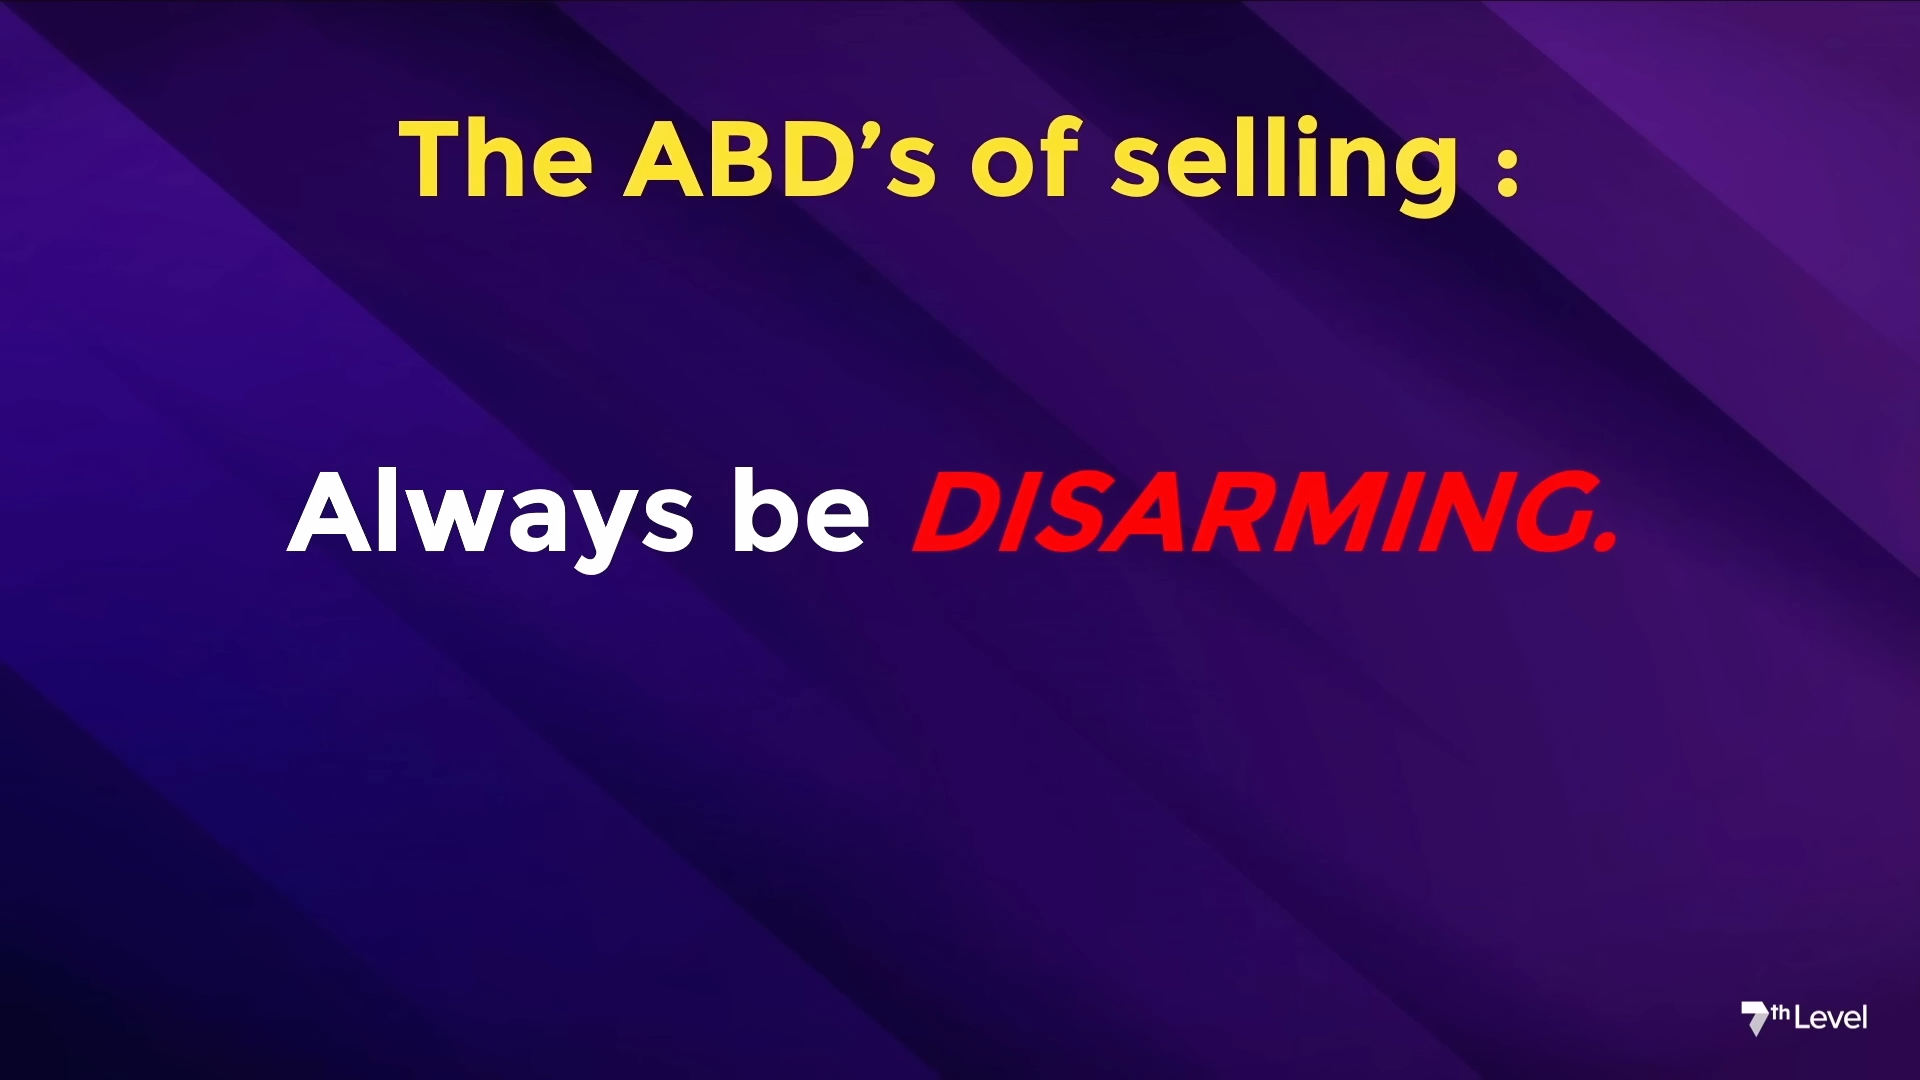 The ABD’s of selling :
Always be DISARMING.
7th Level